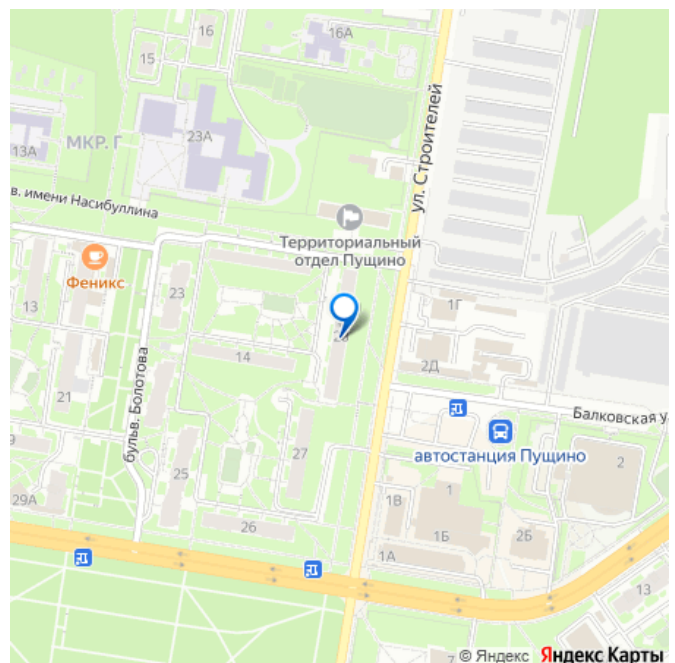 16
16А
15
23А
МКР. Г
13А
в. имени Насибуллина
ул. Строителей
Территориальный
отдел Пущино
Феникс
23
13
1Г
14
2Д
21
бульв. Болотова
Балковская у
автостанция Пущино
9
27
2
25
29А
1
1В
26
1Б
2Б
1А
13
7
© Яндекс Яндекс Карты